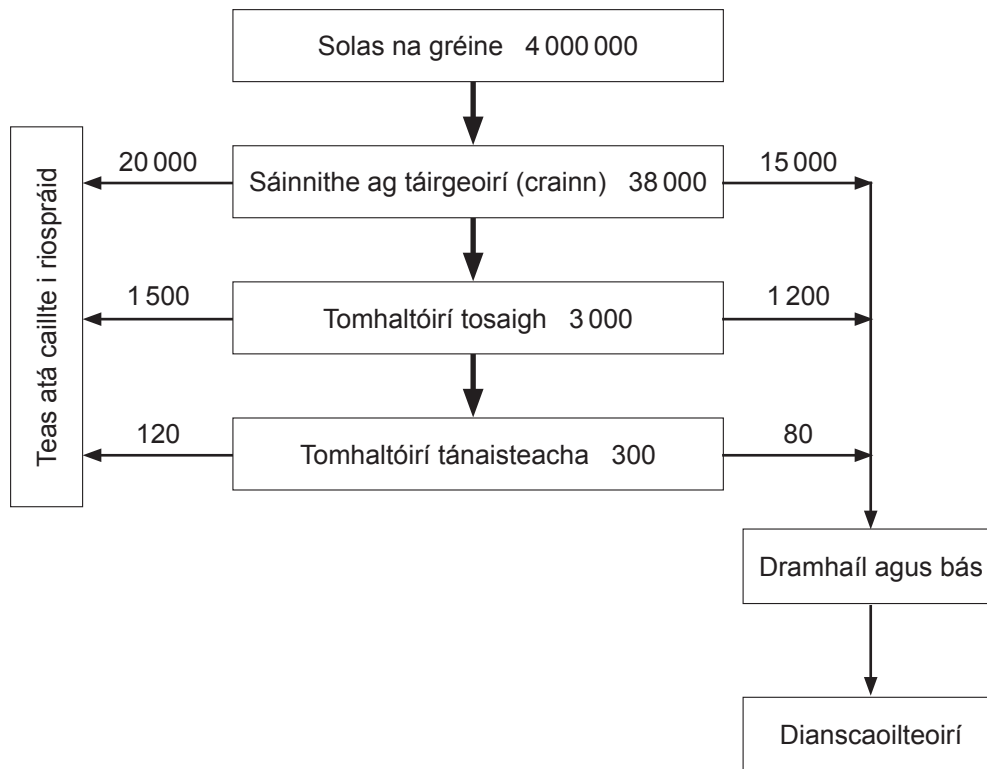 Solas na gréine 4 000 000
20 000
Sáinnithe ag táirgeoirí (crainn) 38 000
15 000
Teas atá caillte i riospráid
1 500
Tomhaltóirí tosaigh 3 000
1 200
120
Tomhaltóirí tánaisteacha 300
80
Dramhaíl agus bás
Dianscaoilteoirí